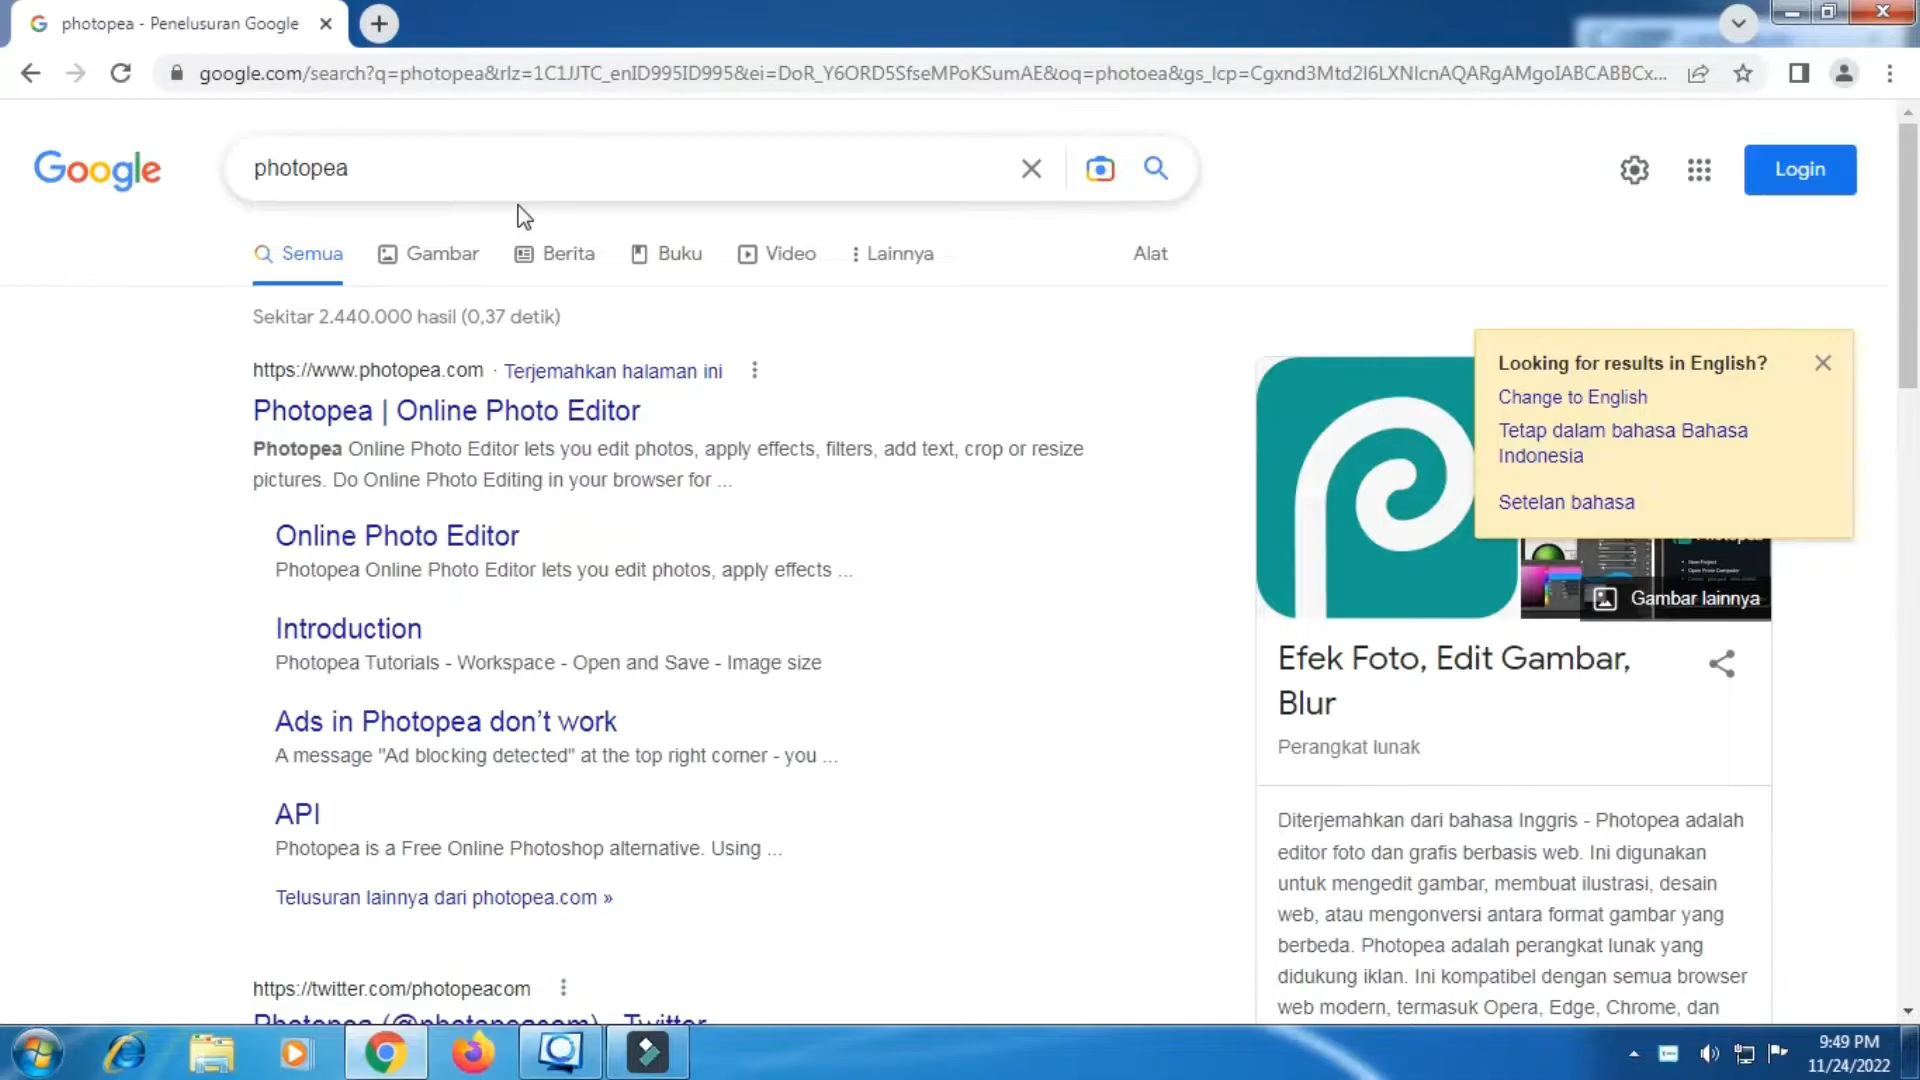 photopea - Penelusuran Google
google.com/search?q=photopea&rlz=1C1JJTC_enID995ID995&ei=DoR_Y6ORD5SfseMPoKSumAE&oq=photoea&gs_lcp=Cgxnd3Mtd2l6LXNlcnAQARgAMgoIABCABBCx...
Google
photopea
Login
Semua
Gambar
Berita
Buku
Video
Lainnya
Alat
Sekitar 2.440.000 hasil (0,37 detik)
https://www.photopea.com · Terjemahkan halaman ini
Photopea | Online Photo Editor
Photopea Online Photo Editor lets you edit photos, apply effects, filters, add text, crop or resize
pictures. Do Online Photo Editing in your browser for ...
Online Photo Editor
Photopea Online Photo Editor lets you edit photos, apply effects ...
Introduction
Photopea Tutorials - Workspace - Open and Save - Image size
Ads in Photopea don’t work
A message "Ad blocking detected" at the top right corner - you ...
API
Photopea is a Free Online Photoshop alternative. Using ...
Telusuran lainnya dari photopea.com »
https://twitter.com/photopeacom
Photopea (@photopeacom) - Twitter
Looking for results in English?
Change to English
Tetap dalam bahasa Bahasa
Indonesia
Setelan bahasa
Gambar lainnya
Efek Foto, Edit Gambar,
Blur
Perangkat lunak
Diterjemahkan dari bahasa Inggris - Photopea adalah
editor foto dan grafis berbasis web. Ini digunakan
untuk mengedit gambar, membuat ilustrasi, desain
web, atau mengonversi antara format gambar yang
berbeda. Photopea adalah perangkat lunak yang
didukung iklan. Ini kompatibel dengan semua browser
web modern, termasuk Opera, Edge, Chrome, dan
9:49 PM
11/24/2022